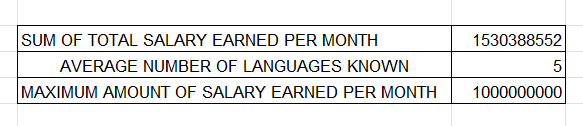 SUM OF TOTAL SALARY EARNED PER MONTH 1530388552
AVERAGE NUMBER OF LANGUAGES KNOWN 5
MAXIMUM AMOUNT OF SALARY EARNED PER MONTH 1000000000